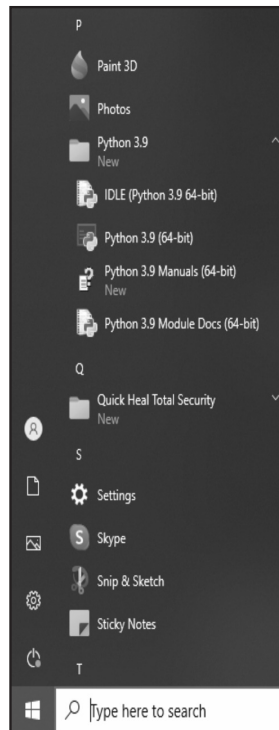 P
Paint 3D
Photos
Python 3.9
New
IDLE (Python 3.9 64-bit)
Python 3.9 (64-bit)
Python 3.9 Manuals (64-bit)
New
Python 3.9 Module Docs (64-bit)
Q
Quick Heal Total Security
New
S
Settings
Skype
Snip & Sketch
Sticky Notes
T
Type here to search